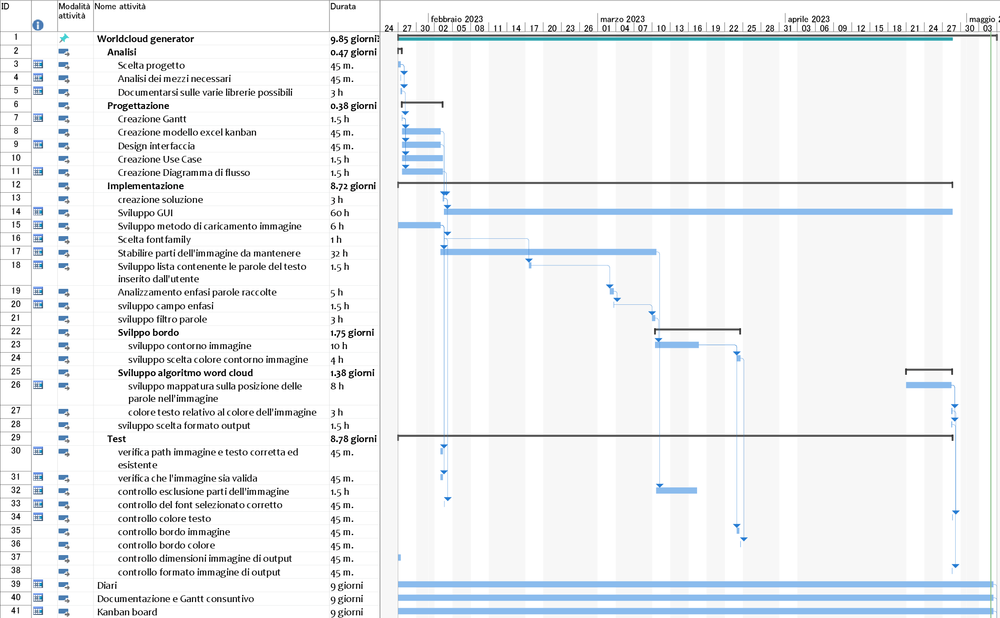 ID Modalità attività Nome attività Durata
febbraio 2023 marzo 2023 aprile 2023 maggio
24 27 30 02 05 08 11 14 17 20 23 26 01 04 07 10 13 16 19 22 25 28 31 03 06 09 12 15 18 21 24 27 30 03
1 Worldcloud generator 9.85 giorni?
2 Analisi 0.47 giorni
3 Scelta progetto 45 m.
4 Analisi dei mezzi necessari 45 m.
5 Documentarsi sulle varie librerie possibili 3 h
6 Progettazione 0.38 giorni
7 Creazione Gantt 1.5 h
8 Creazione modello excel kanban 45 m.
9 Design interfaccia 45 m.
10 Creazione Use Case 1.5 h
11 Creazione Diagramma di flusso 1.5 h
12 Implementazione 8.72 giorni
13 creazione soluzione 3 h
14 Sviluppo GUI 60 h
15 Sviluppo metodo di caricamento immagine 6 h
16 Scelta fontfamily 1 h
17 Stabilire parti dell'immagine da mantenere 32 h
18 Sviluppo lista contenente le parole del testo 1.5 h
inserito dall'utente
19 Analizzamento enfasi parole raccolte 5 h
20 sviluppo campo enfasi 1.5 h
21 sviluppo filtro parole 3 h
22 Svilppo bordo 1.75 giorni
23 sviluppo contorno immagine 10 h
24 sviluppo scelta colore contorno immagine 4 h
25 Sviluppo algoritmo word cloud 1.38 giorni
26 sviluppo mappatura sulla posizione delle 8 h
parole nell'immagine
27 colore testo relativo al colore dell'immagine 3 h
28 sviluppo scelta formato output 1.5 h
29 Test 8.78 giorni
30 verifica path immagine e testo corretta ed 45 m.
esistente
31 verifica che l'immagine sia valida 45 m.
32 controllo esclusione parti dell'immagine 1.5 h
33 controllo del font selezionato corretto 45 m.
34 controllo colore testo 45 m.
35 controllo bordo immagine 45 m.
36 controllo bordo colore 45 m.
37 controllo dimensioni immagine di output 45 m.
38 controllo formato immagine di output 45 m.
39 Diari 9 giorni
40 Documentazione e Gantt consuntivo 9 giorni
41 Kanban board 9 giorni